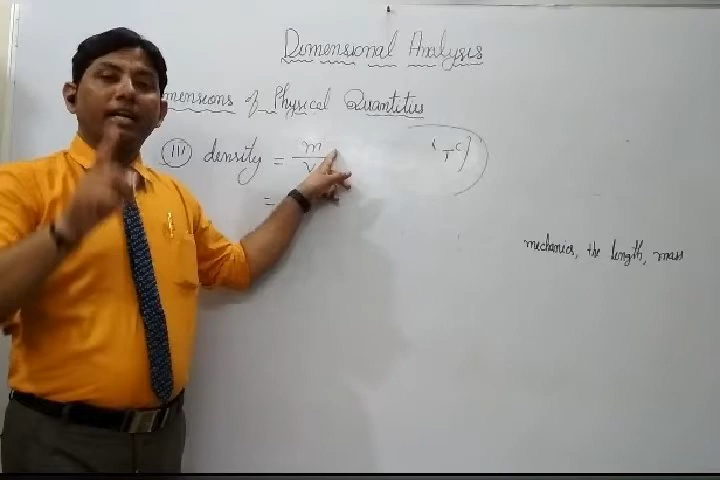 Dimensional Analysis
mensions of Physical Quantities
(iv) density = m
=
mechanics, the length, mass